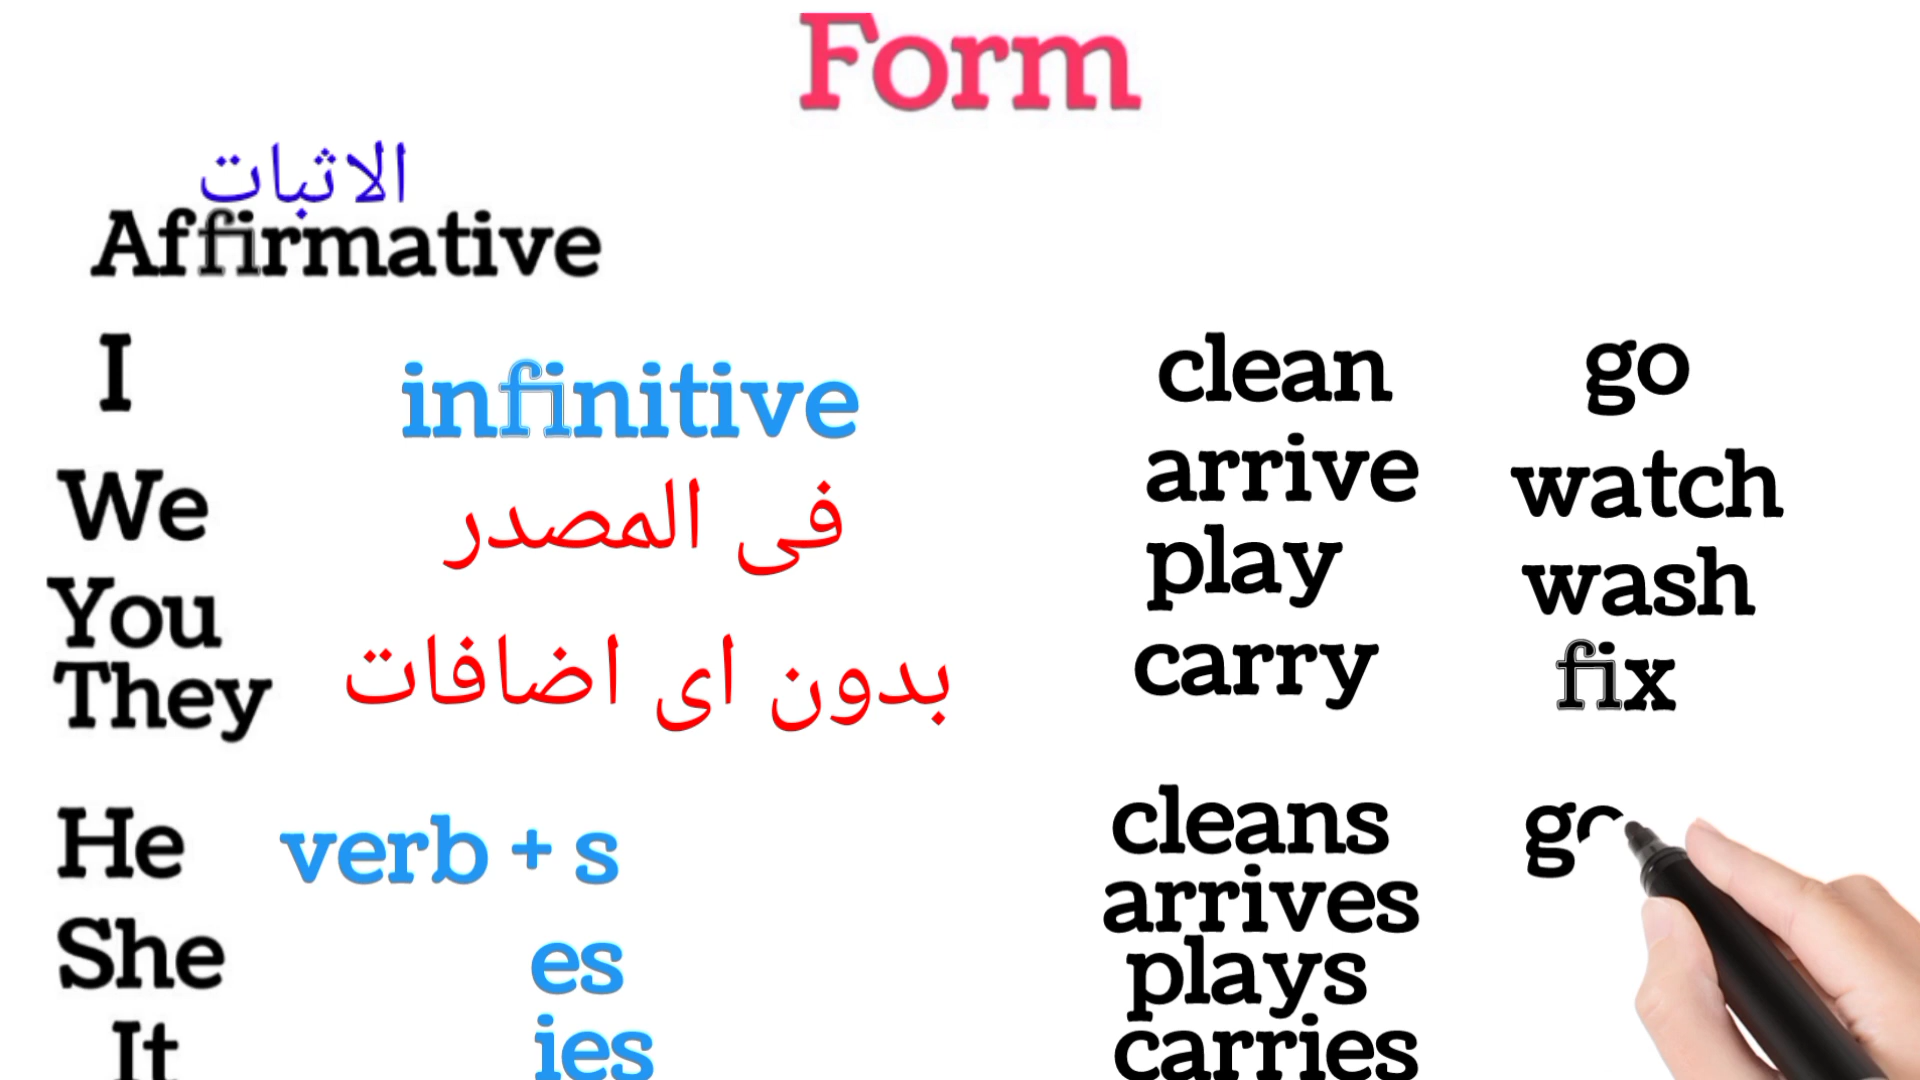 Form
الاثبات
Affirmative
I
infinitive
We
فى المصدر
You
They
بدون اى اضافات
clean
go
arrive
watch
play
wash
carry
fix
He
verb + s
She
es
It
ies
cleans
arrives
plays
carries